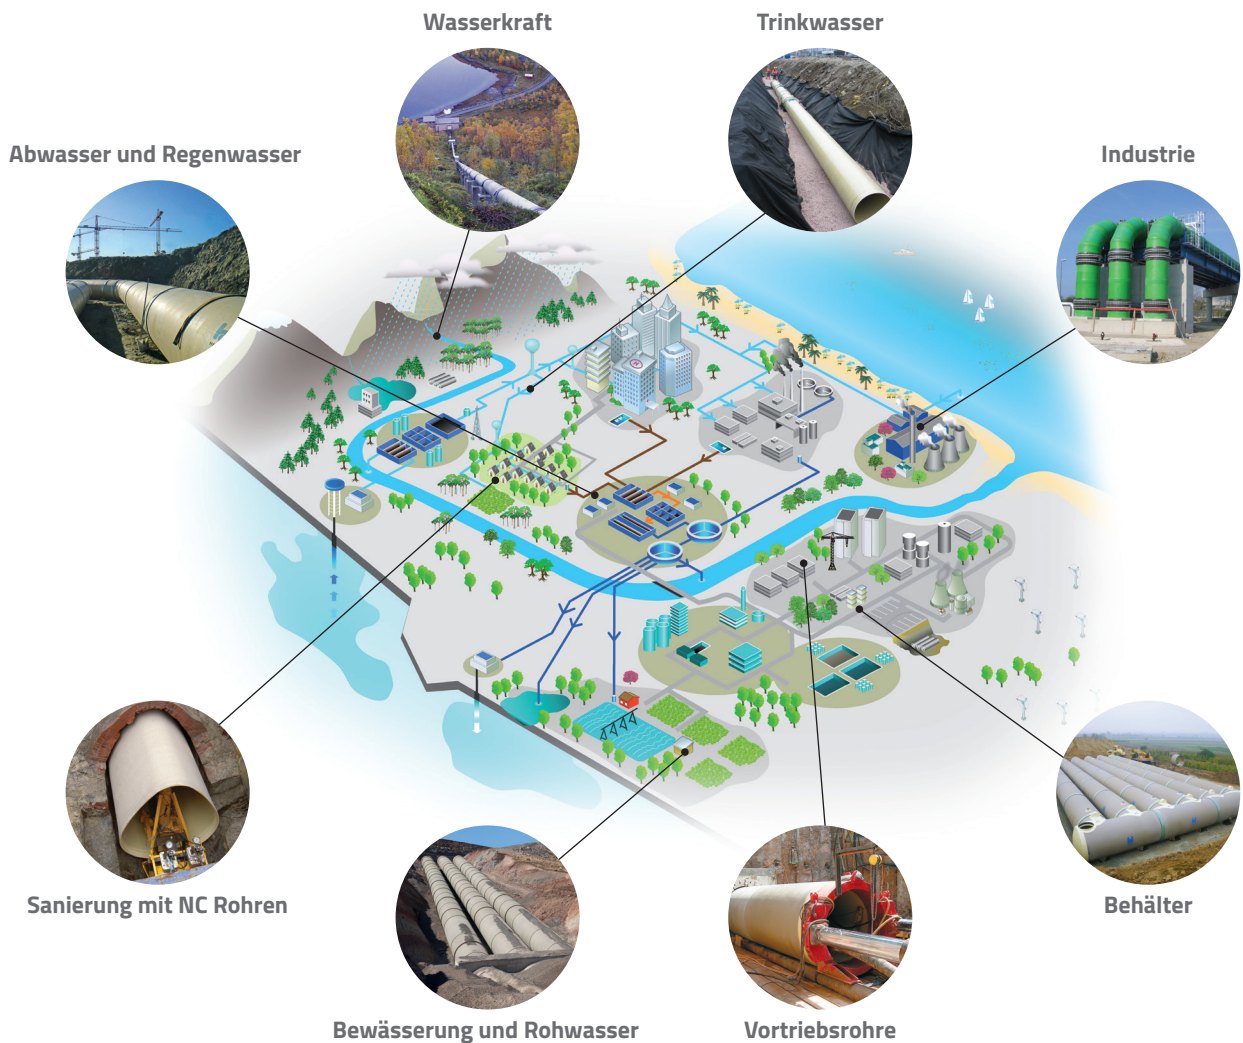 Wasserkraft
Trinkwasser
Abwasser und Regenwasser
Industrie
Sanierung mit NC Rohren
Behälter
Bewässerung und Rohwasser
Vortriebsrohre